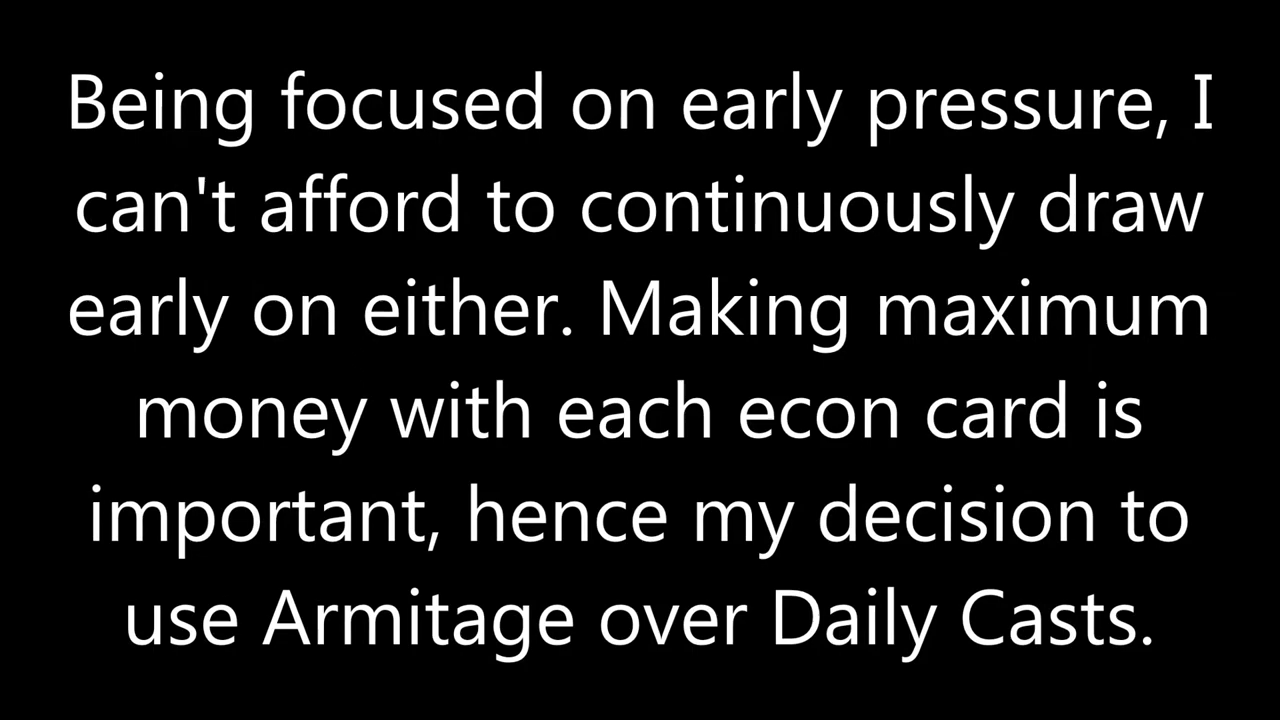 Being focused on early pressure, I
can't afford to continuously draw
early on either. Making maximum
money with each econ card is
important, hence my decision to
use Armitage over Daily Casts.